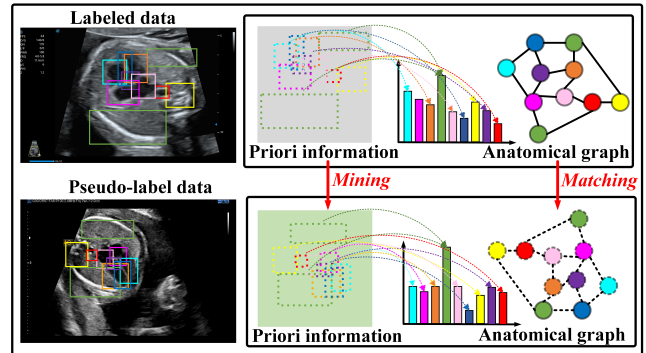 Labeled data
Priori information
Anatomical graph
Mining
Matching
Pseudo-label data
Priori information
Anatomical graph